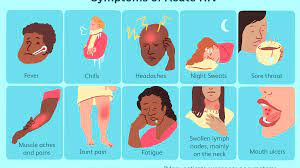 Symptoms of Acute HIV
Fever
Chills
Headaches
Night Sweats
Sore throat
Muscle aches and
pains
Joint pain
Fatigue
Swollen lymph
nodes, mainly
on the neck
Mouth ulcers